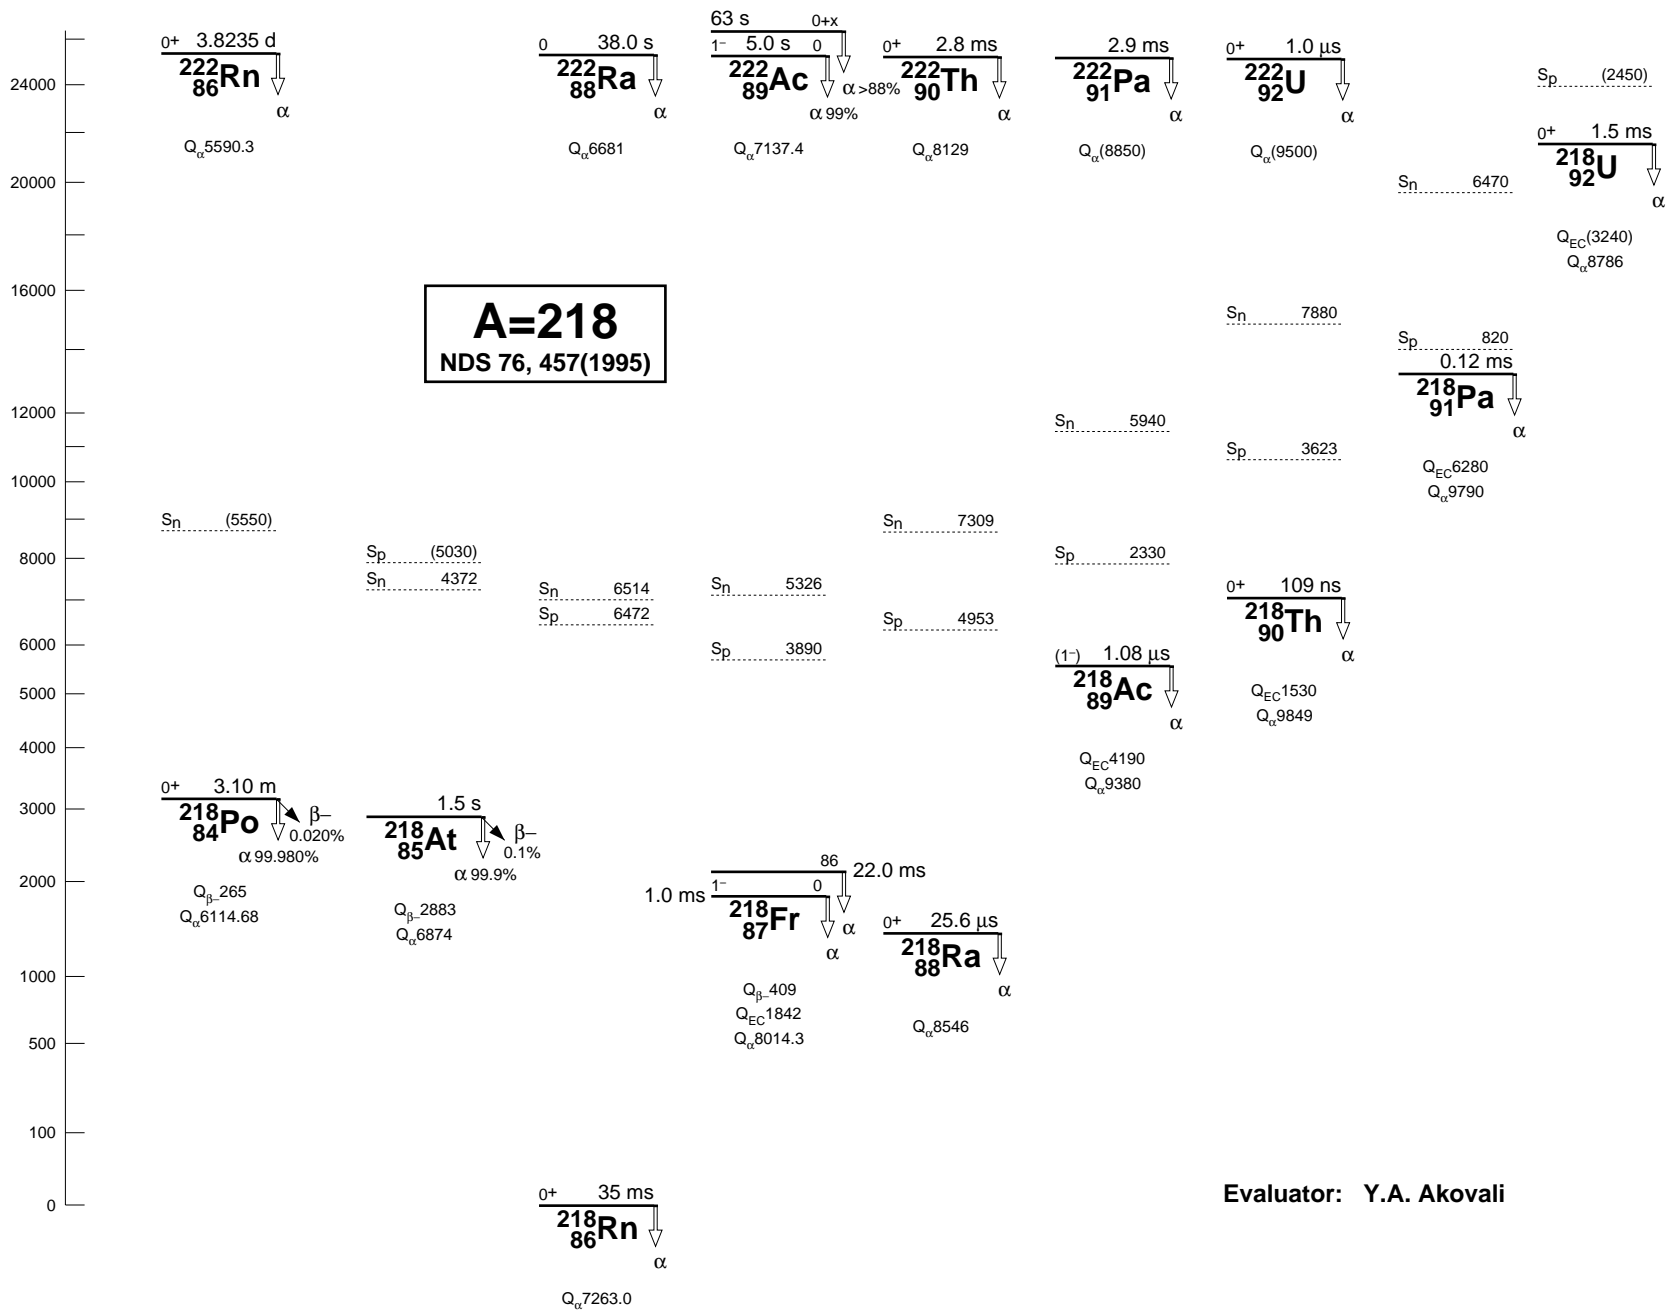 0+ 3.8235 d
222 86 Rn
α
Qα5590.3
0 38.0 s
222 88 Ra
α
Qα6681
63 s 0+x
1− 5.0 s 0
222 89 Ac
α >88%
α 99%
Qα7137.4
0+ 2.8 ms
222 90 Th
α
Qα8129
2.9 ms
222 91 Pa
α
Qα(8850)
0+ 1.0 μs
222 92 U
α
Qα(9500)
Sp (2450)
0+ 1.5 ms
218 92 U
α
QEC(3240)
Qα8786
24000
20000
16000
12000
10000
8000
6000
5000
4000
3000
2000
1000
500
100
0
A=218
NDS 76, 457(1995)
Sn 6470
Sp 820
0.12 ms
218 91 Pa
α
QEC6280
Qα9790
Sn 7880
Sp 3623
0+ 109 ns
218 90 Th
α
QEC1530
Qα9849
Sn 5940
Sp 2330
(1−) 1.08 μs
218 89 Ac
α
QEC4190
Qα9380
Sn 7309
Sp 4953
0+ 25.6 μs
218 88 Ra
α
Qα8546
Sn 5326
Sp 3890
86 22.0 ms
1.0 ms 1− 0
218 87 Fr
α
α
Qβ−409
QEC1842
Qα8014.3
Sn 6514
Sp 6472
0+ 35 ms
218 86 Rn
α
Qα7263.0
Sp (5030)
Sn 4372
1.5 s
218 85 At
β−
0.1%
α 99.9%
Qβ−2883
Qα6874
Sn (5550)
0+ 3.10 m
218 84 Po
β−
0.020%
α 99.980%
Qβ−265
Qα6114.68
Evaluator: Y.A. Akovali